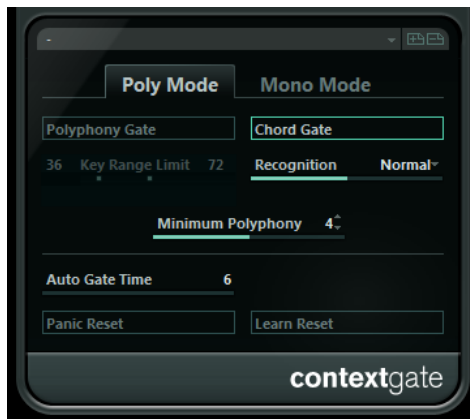 -
Poly Mode Mono Mode
Polyphony Gate Chord Gate
36 Key Range Limit 72 Recognition Normal
Minimum Polyphony 4
Auto Gate Time 6
Panic Reset Learn Reset
contextgate